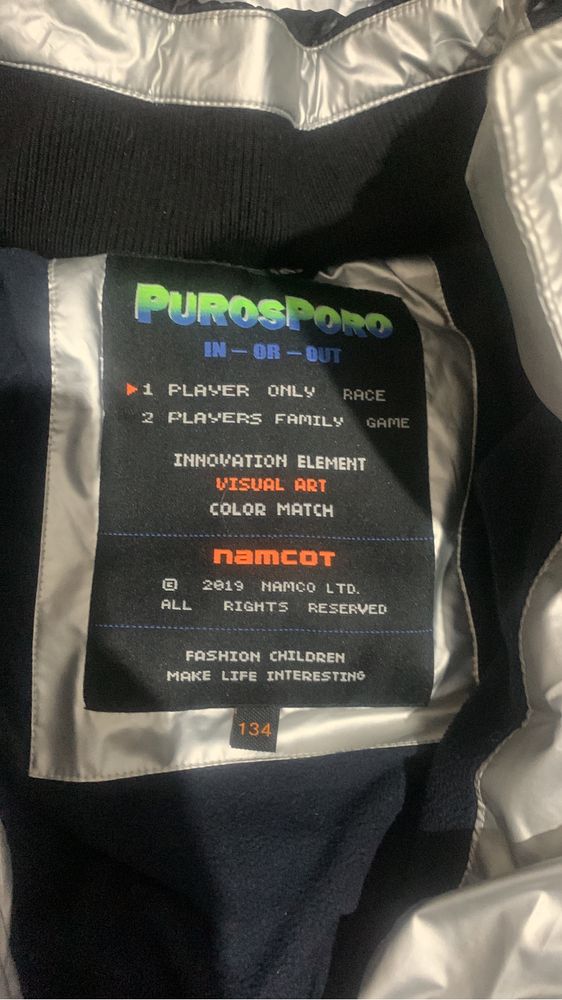 PUROSPORO
IN-OR-OUT
1 PLAYER ONLY RACE
2 PLAYERS FAMILY GAME
INNOVATION ELEMENT
VISUAL ART
COLOR MATCH
namcoT
© 2019 NAMCO LTD.
ALL RIGHTS RESERVED
FASHION CHILDREN
MAKE LIFE INTERESTING
134